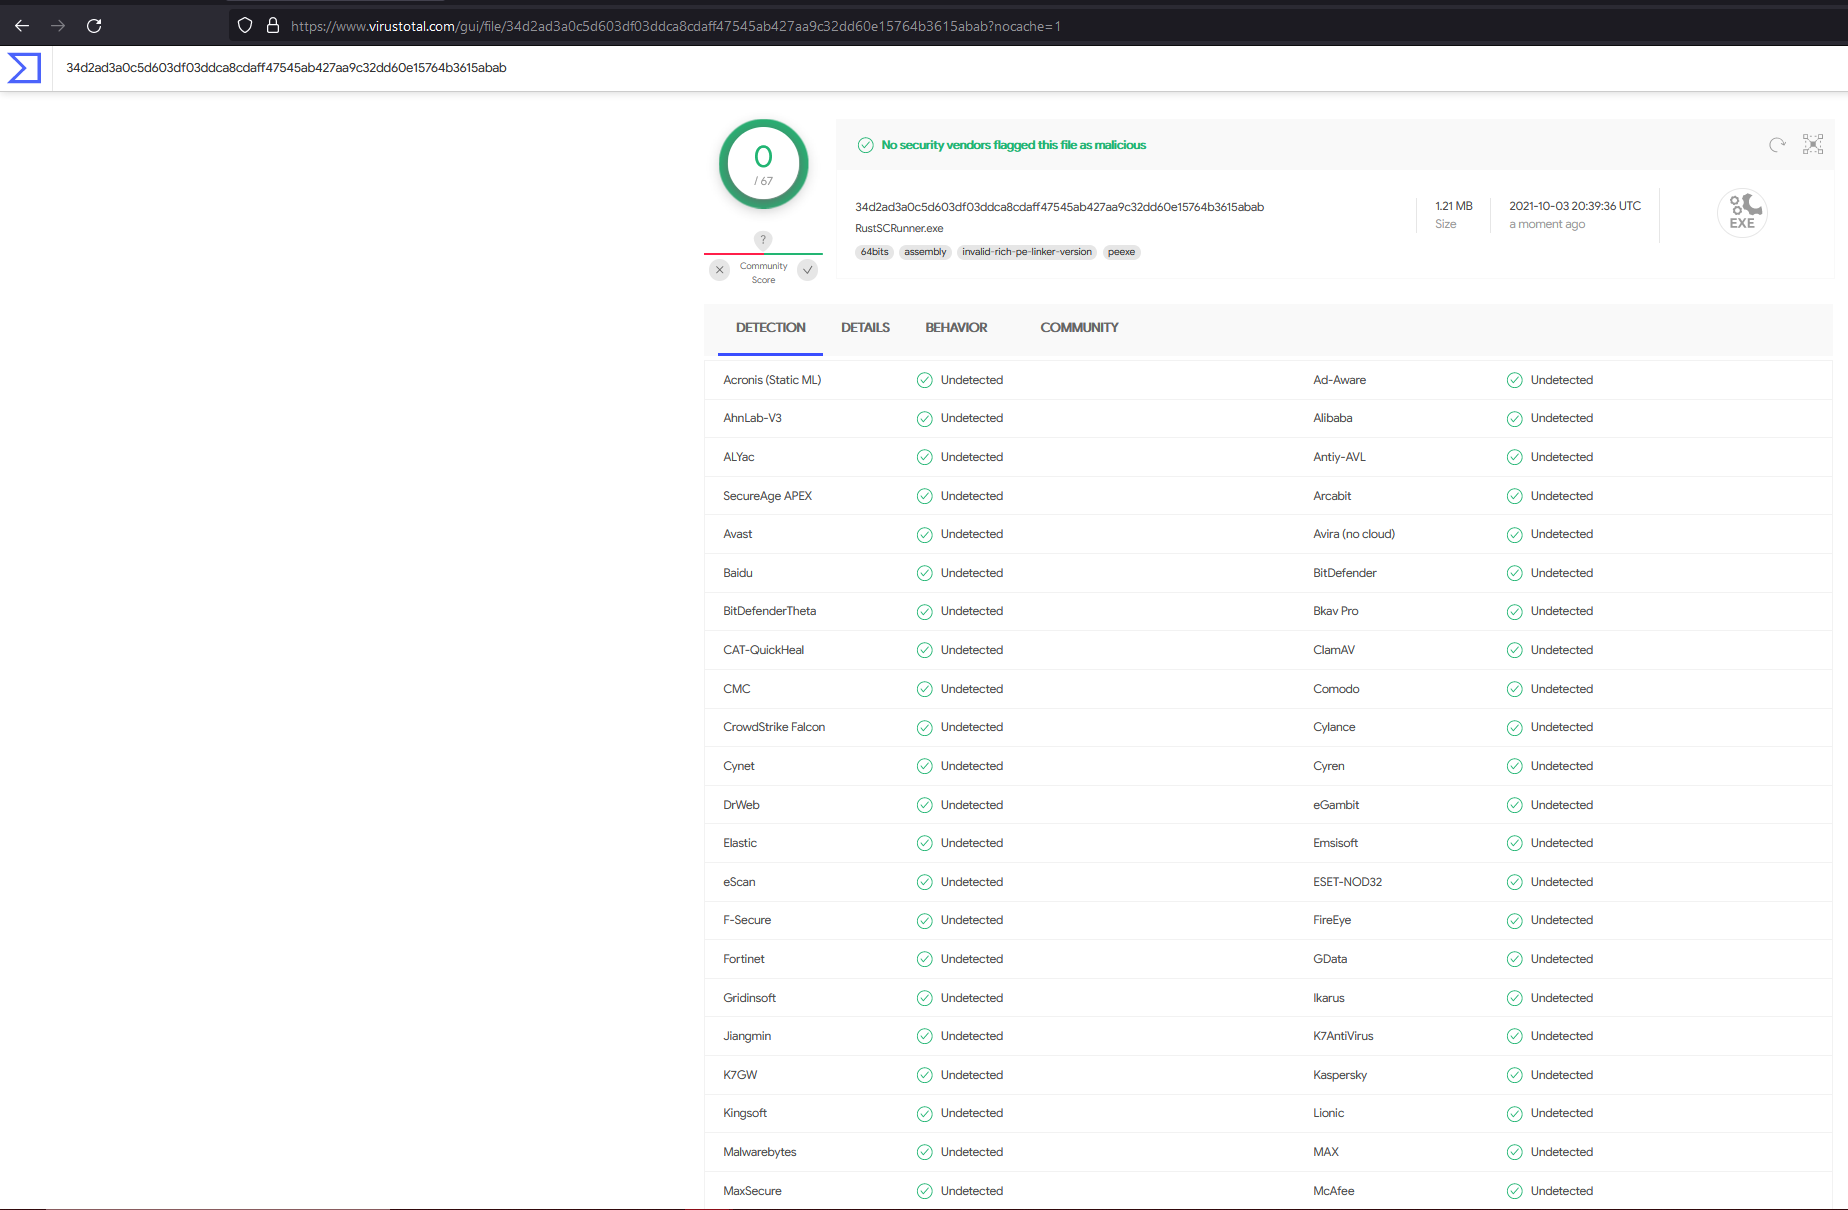 https://www.virustotal.com/gui/file/34d2ad3a0c5d603df03ddca8cdaff47545ab427aa9c32dd60e15764b3615abab?nocache=1
34d2ad3a0c5d603df03ddca8cdaff47545ab427aa9c32dd60e15764b3615abab
0
/ 67
?
Community
Score
No security vendors flagged this file as malicious
34d2ad3a0c5d603df03ddca8cdaff47545ab427aa9c32dd60e15764b3615abab
RustSCRunner.exe
64bits assembly invalid-rich-pe-linker-version peexe
1.21 MB
Size
2021-10-03 20:39:36 UTC
a moment ago
EXE
DETECTION DETAILS BEHAVIOR COMMUNITY
Acronis (Static ML) Undetected Ad-Aware Undetected
AhnLab-V3 Undetected Alibaba Undetected
ALYac Undetected Antiy-AVL Undetected
SecureAge APEX Undetected Arcabit Undetected
Avast Undetected Avira (no cloud) Undetected
Baidu Undetected BitDefender Undetected
BitDefenderTheta Undetected Bkav Pro Undetected
CAT-QuickHeal Undetected ClamAV Undetected
CMC Undetected Comodo Undetected
CrowdStrike Falcon Undetected Cylance Undetected
Cynet Undetected Cyren Undetected
DrWeb Undetected eGambit Undetected
Elastic Undetected Emsisoft Undetected
eScan Undetected ESET-NOD32 Undetected
F-Secure Undetected FireEye Undetected
Fortinet Undetected GData Undetected
Gridinsoft Undetected Ikarus Undetected
Jiangmin Undetected K7AntiVirus Undetected
K7GW Undetected Kaspersky Undetected
Kingsoft Undetected Lionic Undetected
Malwarebytes Undetected MAX Undetected
MaxSecure Undetected McAfee Undetected